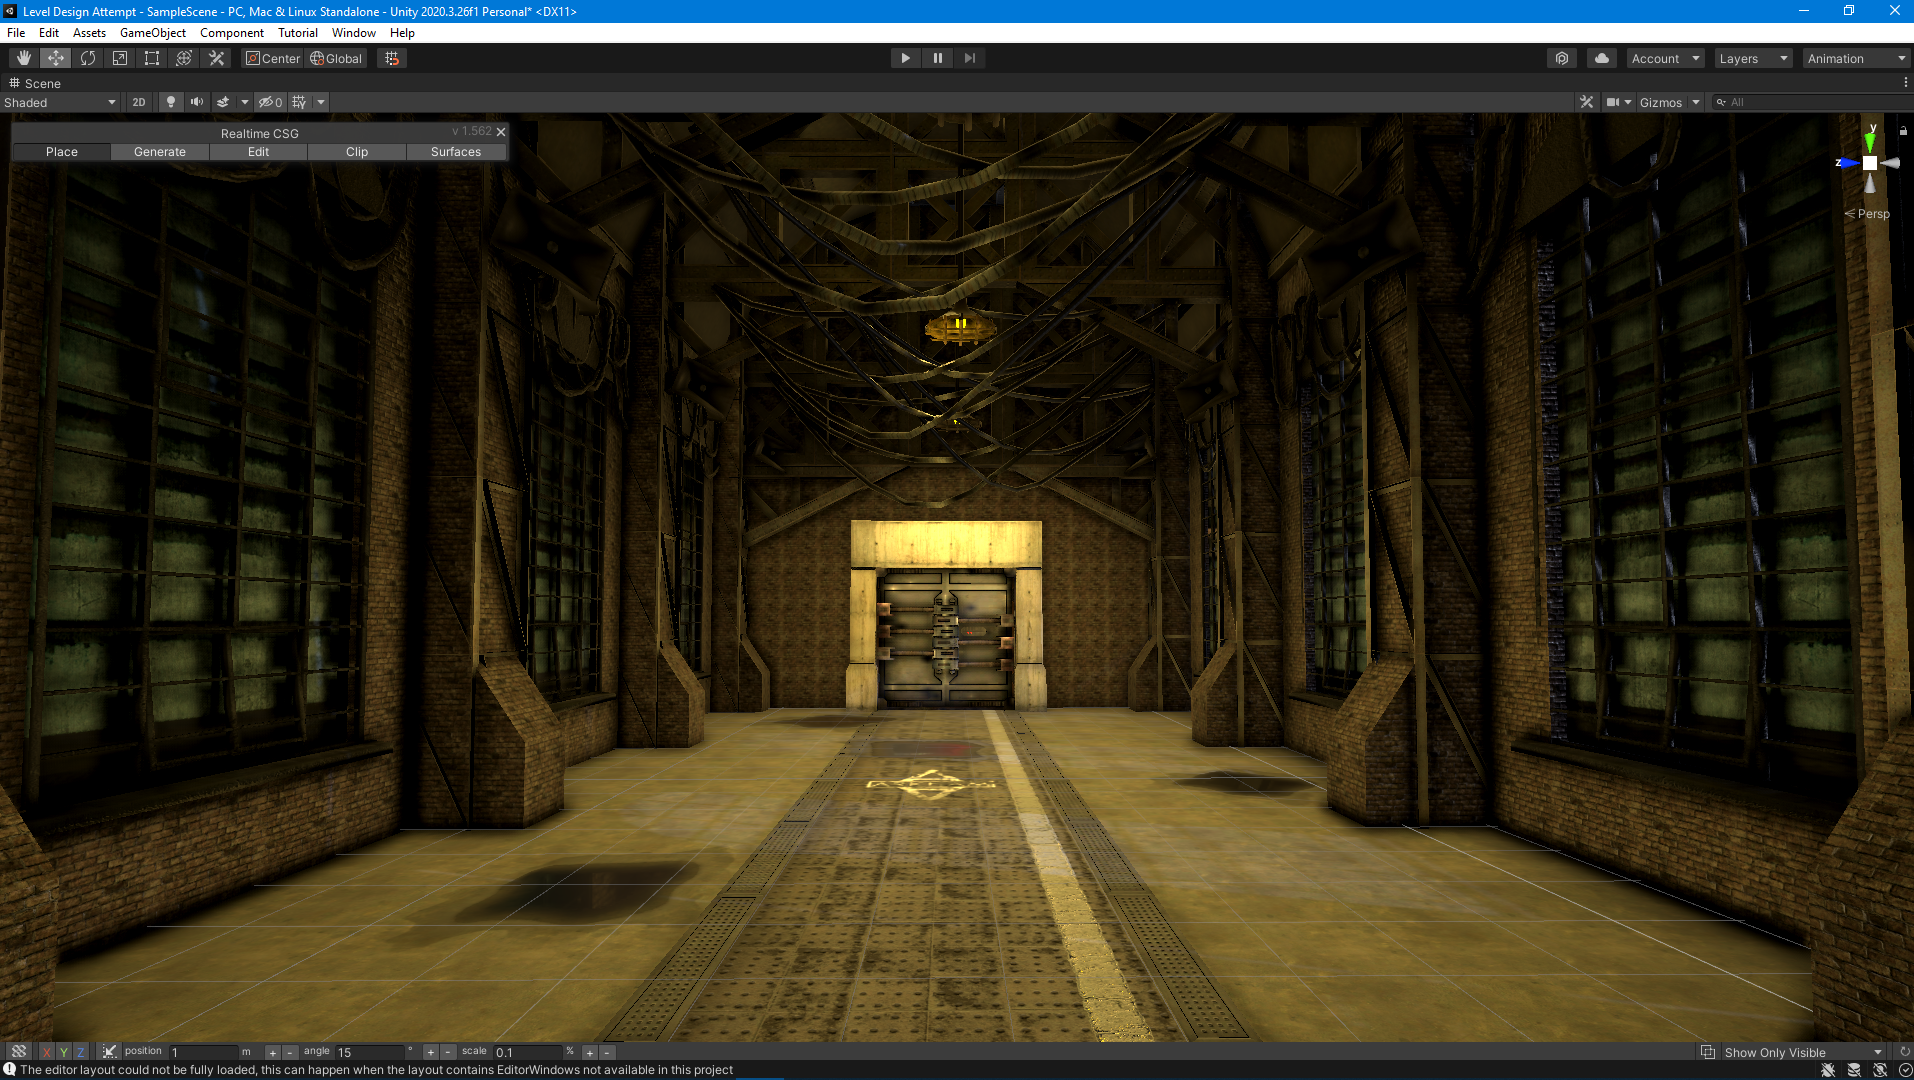 Level Design Attempt - SampleScene - PC, Mac & Linux Standalone - Unity 2020.3.26f1 Personal* <DX11>
File Edit Assets GameObject Component Tutorial Window Help
Center Global Account Layers Animation
Scene
Shaded 2D 0 Gizmos All
Realtime CSG v 1.562
Place Generate Edit Clip Surfaces
y
z
Persp
X Y Z position 1 m + - angle 15 ° + - scale 0.1 % + - Show Only Visible
The editor layout could not be fully loaded, this can happen when the layout contains EditorWindows not available in this project